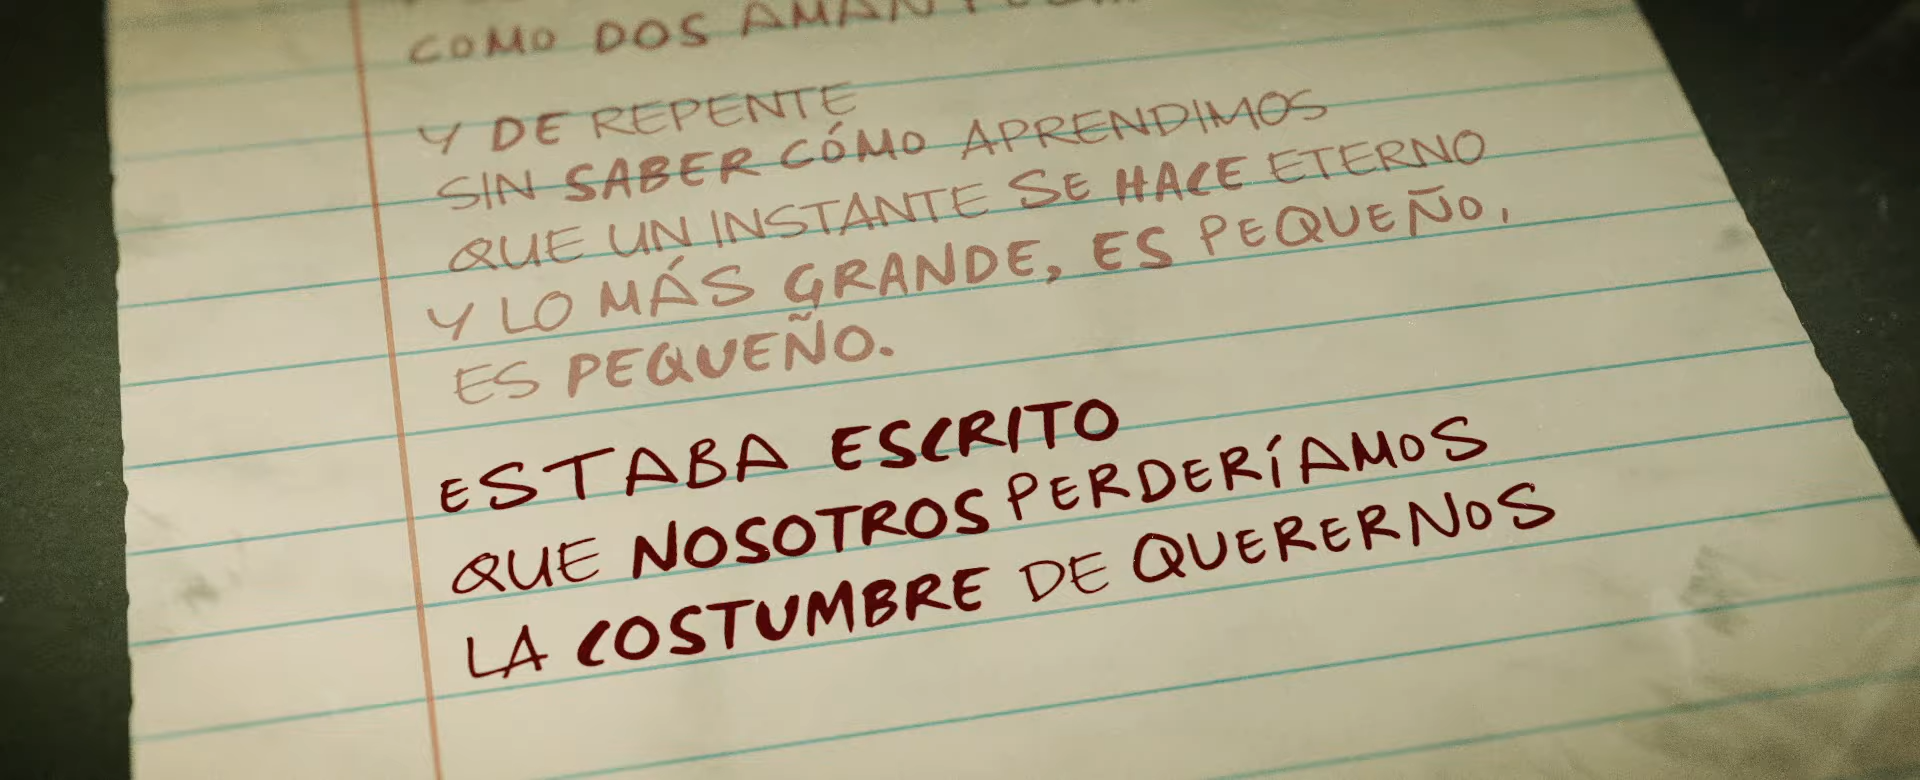 COMO DOS
Y DE REPENTE
SIN SABER CÓMO APRENDIMOS
QUE UN INSTANTE SE HACE ETERNO
Y LO MÁS GRANDE, ES PEQUEÑO,
ES PEQUEÑO.
ESTABA ESCRITO
QUE NOSOTROS PERDERÍAMOS
LA COSTUMBRE DE QUERERNOS